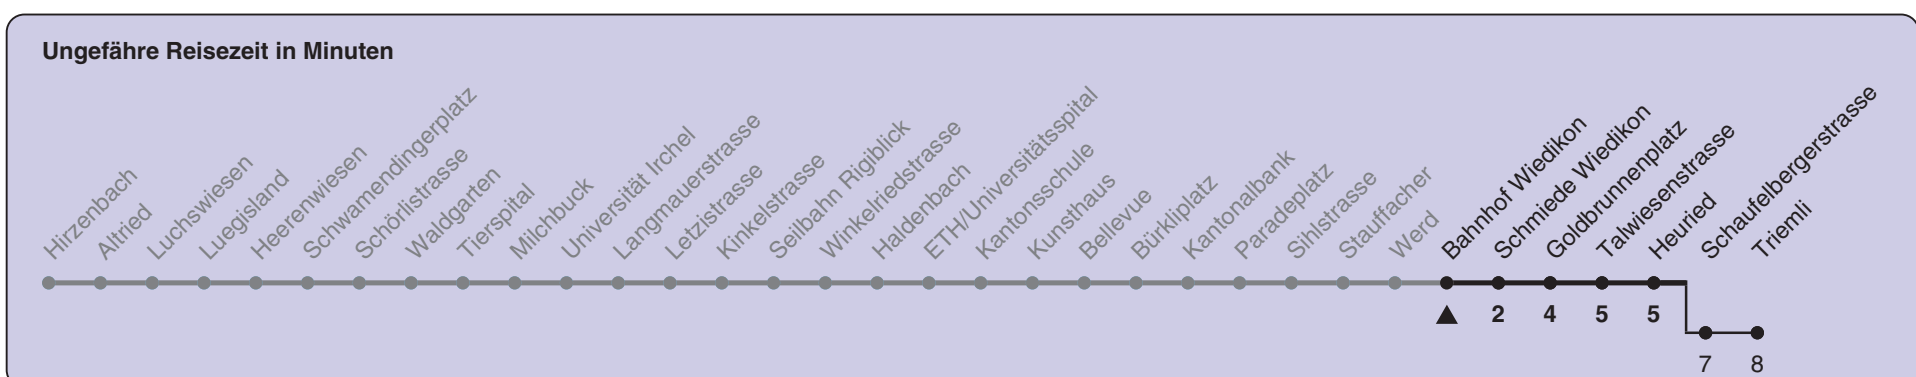 Ungefähre Reisezeit in Minuten
Hirzenbach
Altried
Luchswiesen
Luegisland
Heerenwiesen
Schwamendingerplatz
Schörlistrasse
Waldgarten
Tierspital
Milchbuck
Universität Irchel
Langmauerstrasse
Letzistrasse
Kinkelstrasse
Seilbahn Rigiblick
Winkelriedstrasse
Haldenbach
ETH/Universitätsspital
Kantonsschule
Kunsthaus
Bellevue
Bürkliplatz
Kantonalbank
Paradeplatz
Sihlstrasse
Stauffacher
Werd
Bahnhof Wiedikon
Schmiede Wiedikon
Goldbrunnenplatz
Talwiesenstrasse
Heuried
Schaufelbergerstrasse
Triemli
2 4 5 5
7 8